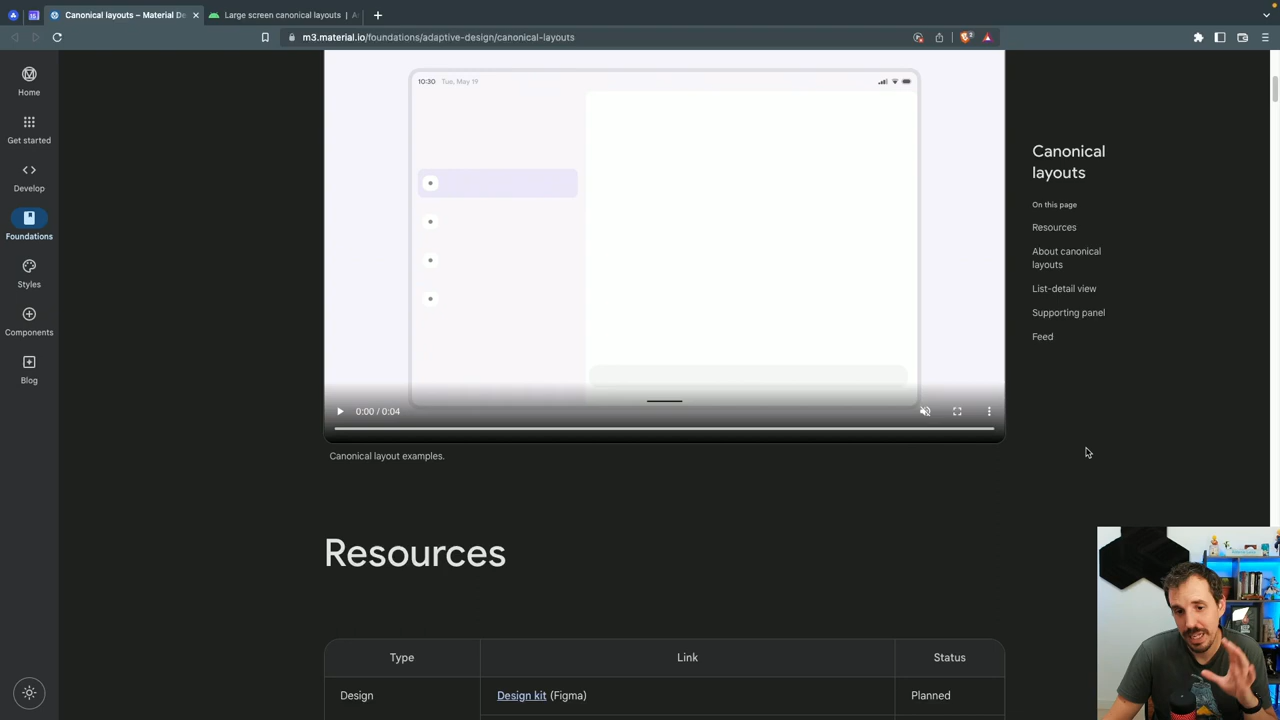 Canonical layouts – Material De
Large screen canonical layouts | A
m3.material.io/foundations/adaptive-design/canonical-layouts
Home
Get started
Develop
Foundations
Styles
Components
Blog
10:30 Tue, May 19
0:00 / 0:04
Canonical layout examples.
Resources
Type Link Status
Design Design kit (Figma) Planned
Canonical
layouts
On this page
Resources
About canonical
layouts
List-detail view
Supporting panel
Feed